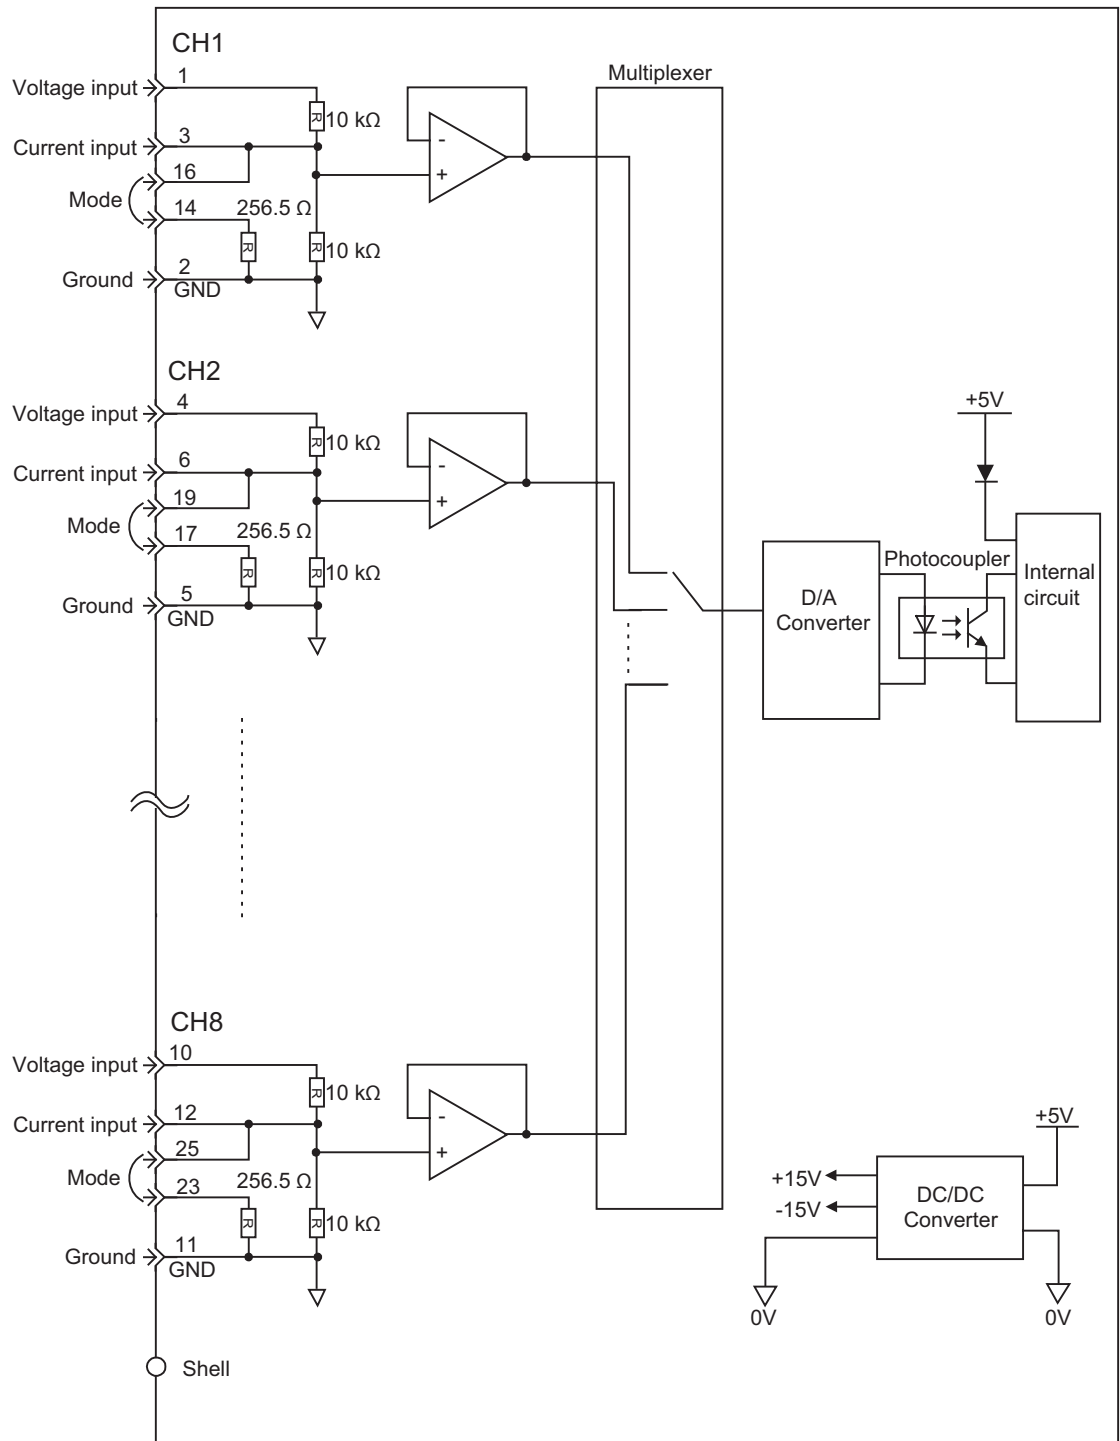 CH1
Voltage input
1
Multiplexer
R
10 kΩ
Current input
3
-
16
+
Mode
14
256.5 Ω
R
R
10 kΩ
Ground
2
GND
CH2
Voltage input
4
+5V
R
10 kΩ
Current input
6
-
19
+
Mode
17
256.5 Ω
Photocoupler
R
R
10 kΩ
D/A
Converter
Internal
circuit
Ground
5
GND
CH8
Voltage input
10
R
10 kΩ
Current input
12
-
+5V
25
+
Mode
23
256.5 Ω
+15V
-15V
DC/DC
Converter
R
R
10 kΩ
Ground
11
GND
0V
0V
Shell